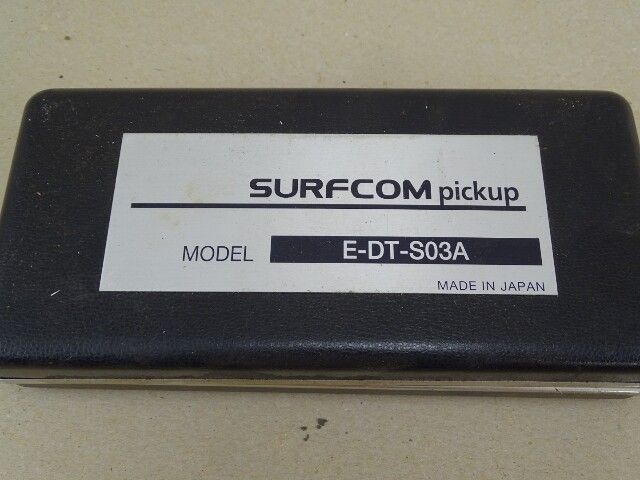 SURFCOM pickup
MODEL E-DT-S03A
MADE IN JAPAN